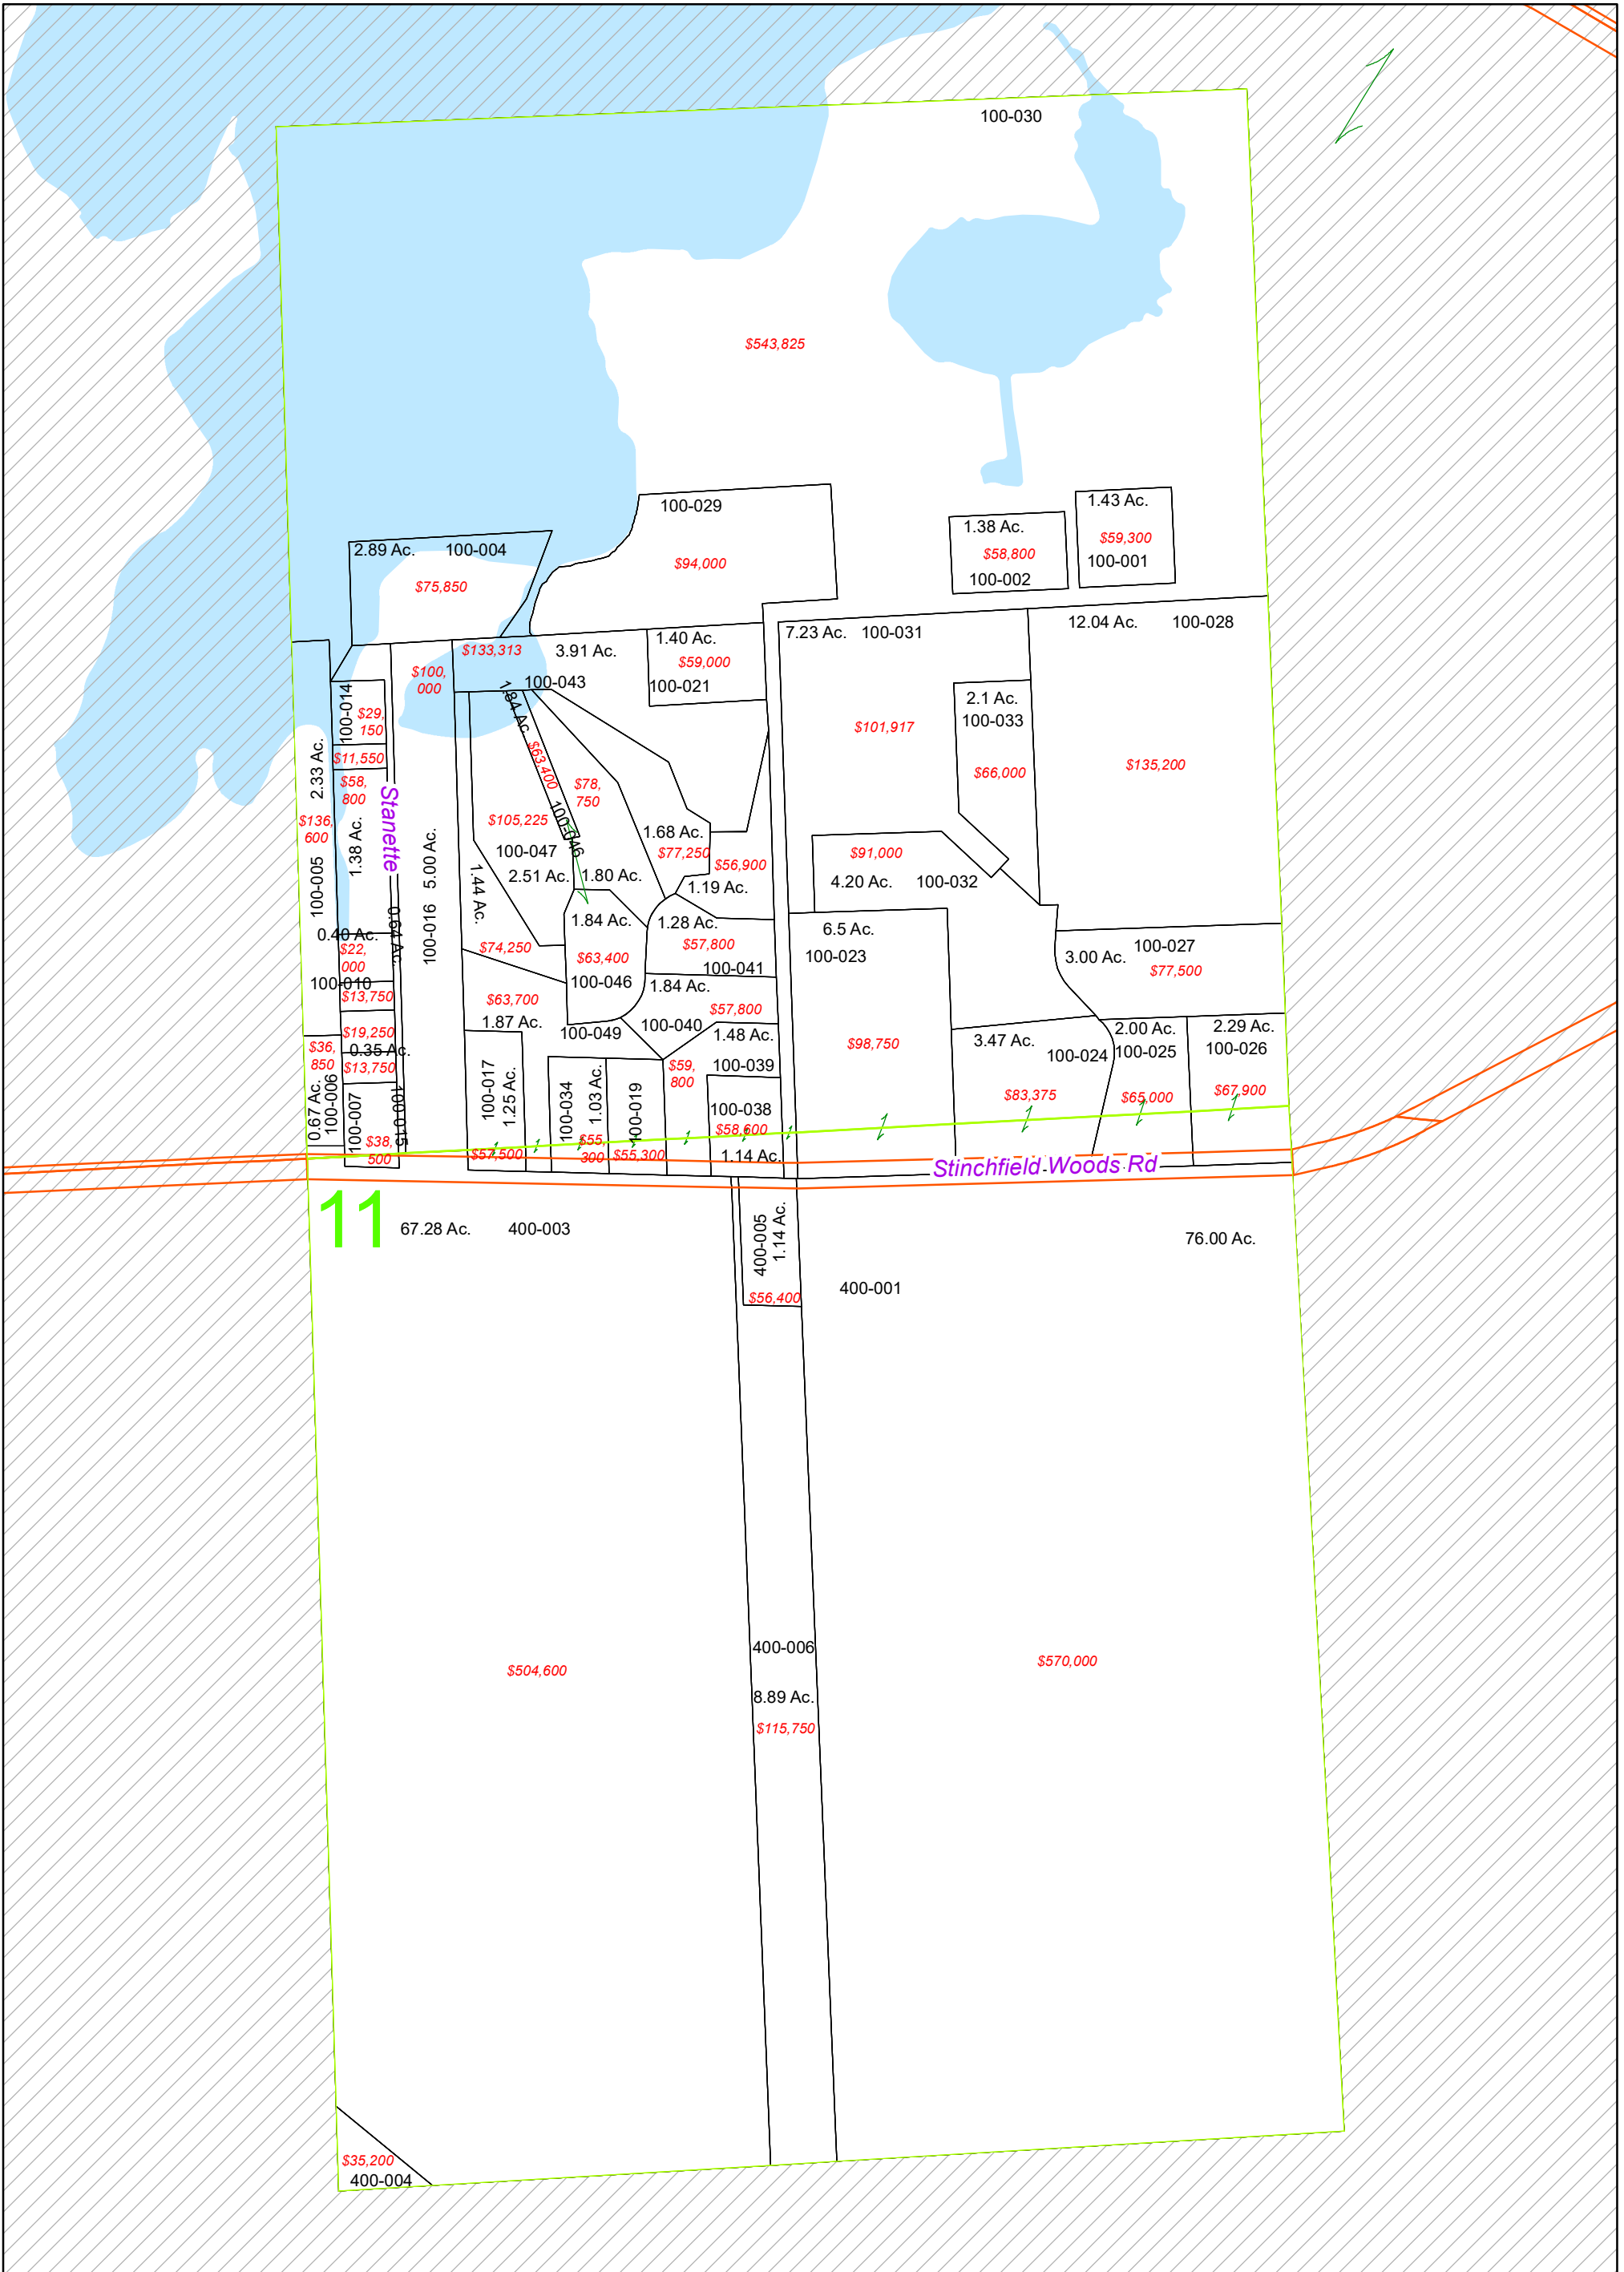 100-030
$543,825
100-029
$94,000
1.43 Ac.
$59,300
100-001
1.38 Ac.
$58,800
100-002
2.89 Ac. 100-004
$75,850
7.23 Ac. 100-031
12.04 Ac. 100-028
$133,313
3.91 Ac.
100-043
1.40 Ac.
$59,000
100-021
$100,
000
100-014
$29,
150
$11,550
$58,
800
1.38 Ac.
2.33 Ac.
$136,
600
100-005
Stanette
100-016 5.00 Ac.
0.64 Ac.
1.84 Ac.
$63,400
100-046
$78,
750
$105,225
100-047
2.51 Ac.
1.80 Ac.
1.44 Ac.
1.68 Ac.
$77,250
$56,900
1.19 Ac.
$101,917
2.1 Ac.
100-033
$66,000
$135,200
$91,000
4.20 Ac. 100-032
0.40 Ac.
$22,
000
100-010
$13,750
$19,250
0.35 Ac.
$13,750
$74,250
1.84 Ac.
$63,400
100-046
1.28 Ac.
$57,800
100-041
6.5 Ac.
100-023
100-027
3.00 Ac.
$77,500
$63,700
1.87 Ac.
100-049
1.84 Ac.
$57,800
100-040
1.48 Ac.
100-039
$98,750
3.47 Ac.
100-024
$83,375
2.00 Ac.
100-025
$65,000
2.29 Ac.
100-026
$67,900
$36,
850
0.67 Ac.
100-006
100-007
$38,
500
100-015
100-017
1.25 Ac.
$57,500
100-034
1.03 Ac.
$55,
300
100-019
$55,300
$59,
800
100-038
$58,600
1.14 Ac.
Stinchfield Woods Rd
11
67.28 Ac. 400-003
400-005
1.14 Ac.
$56,400
76.00 Ac.
400-001
400-006
8.89 Ac.
$115,750
$504,600
$570,000
$35,200
400-004